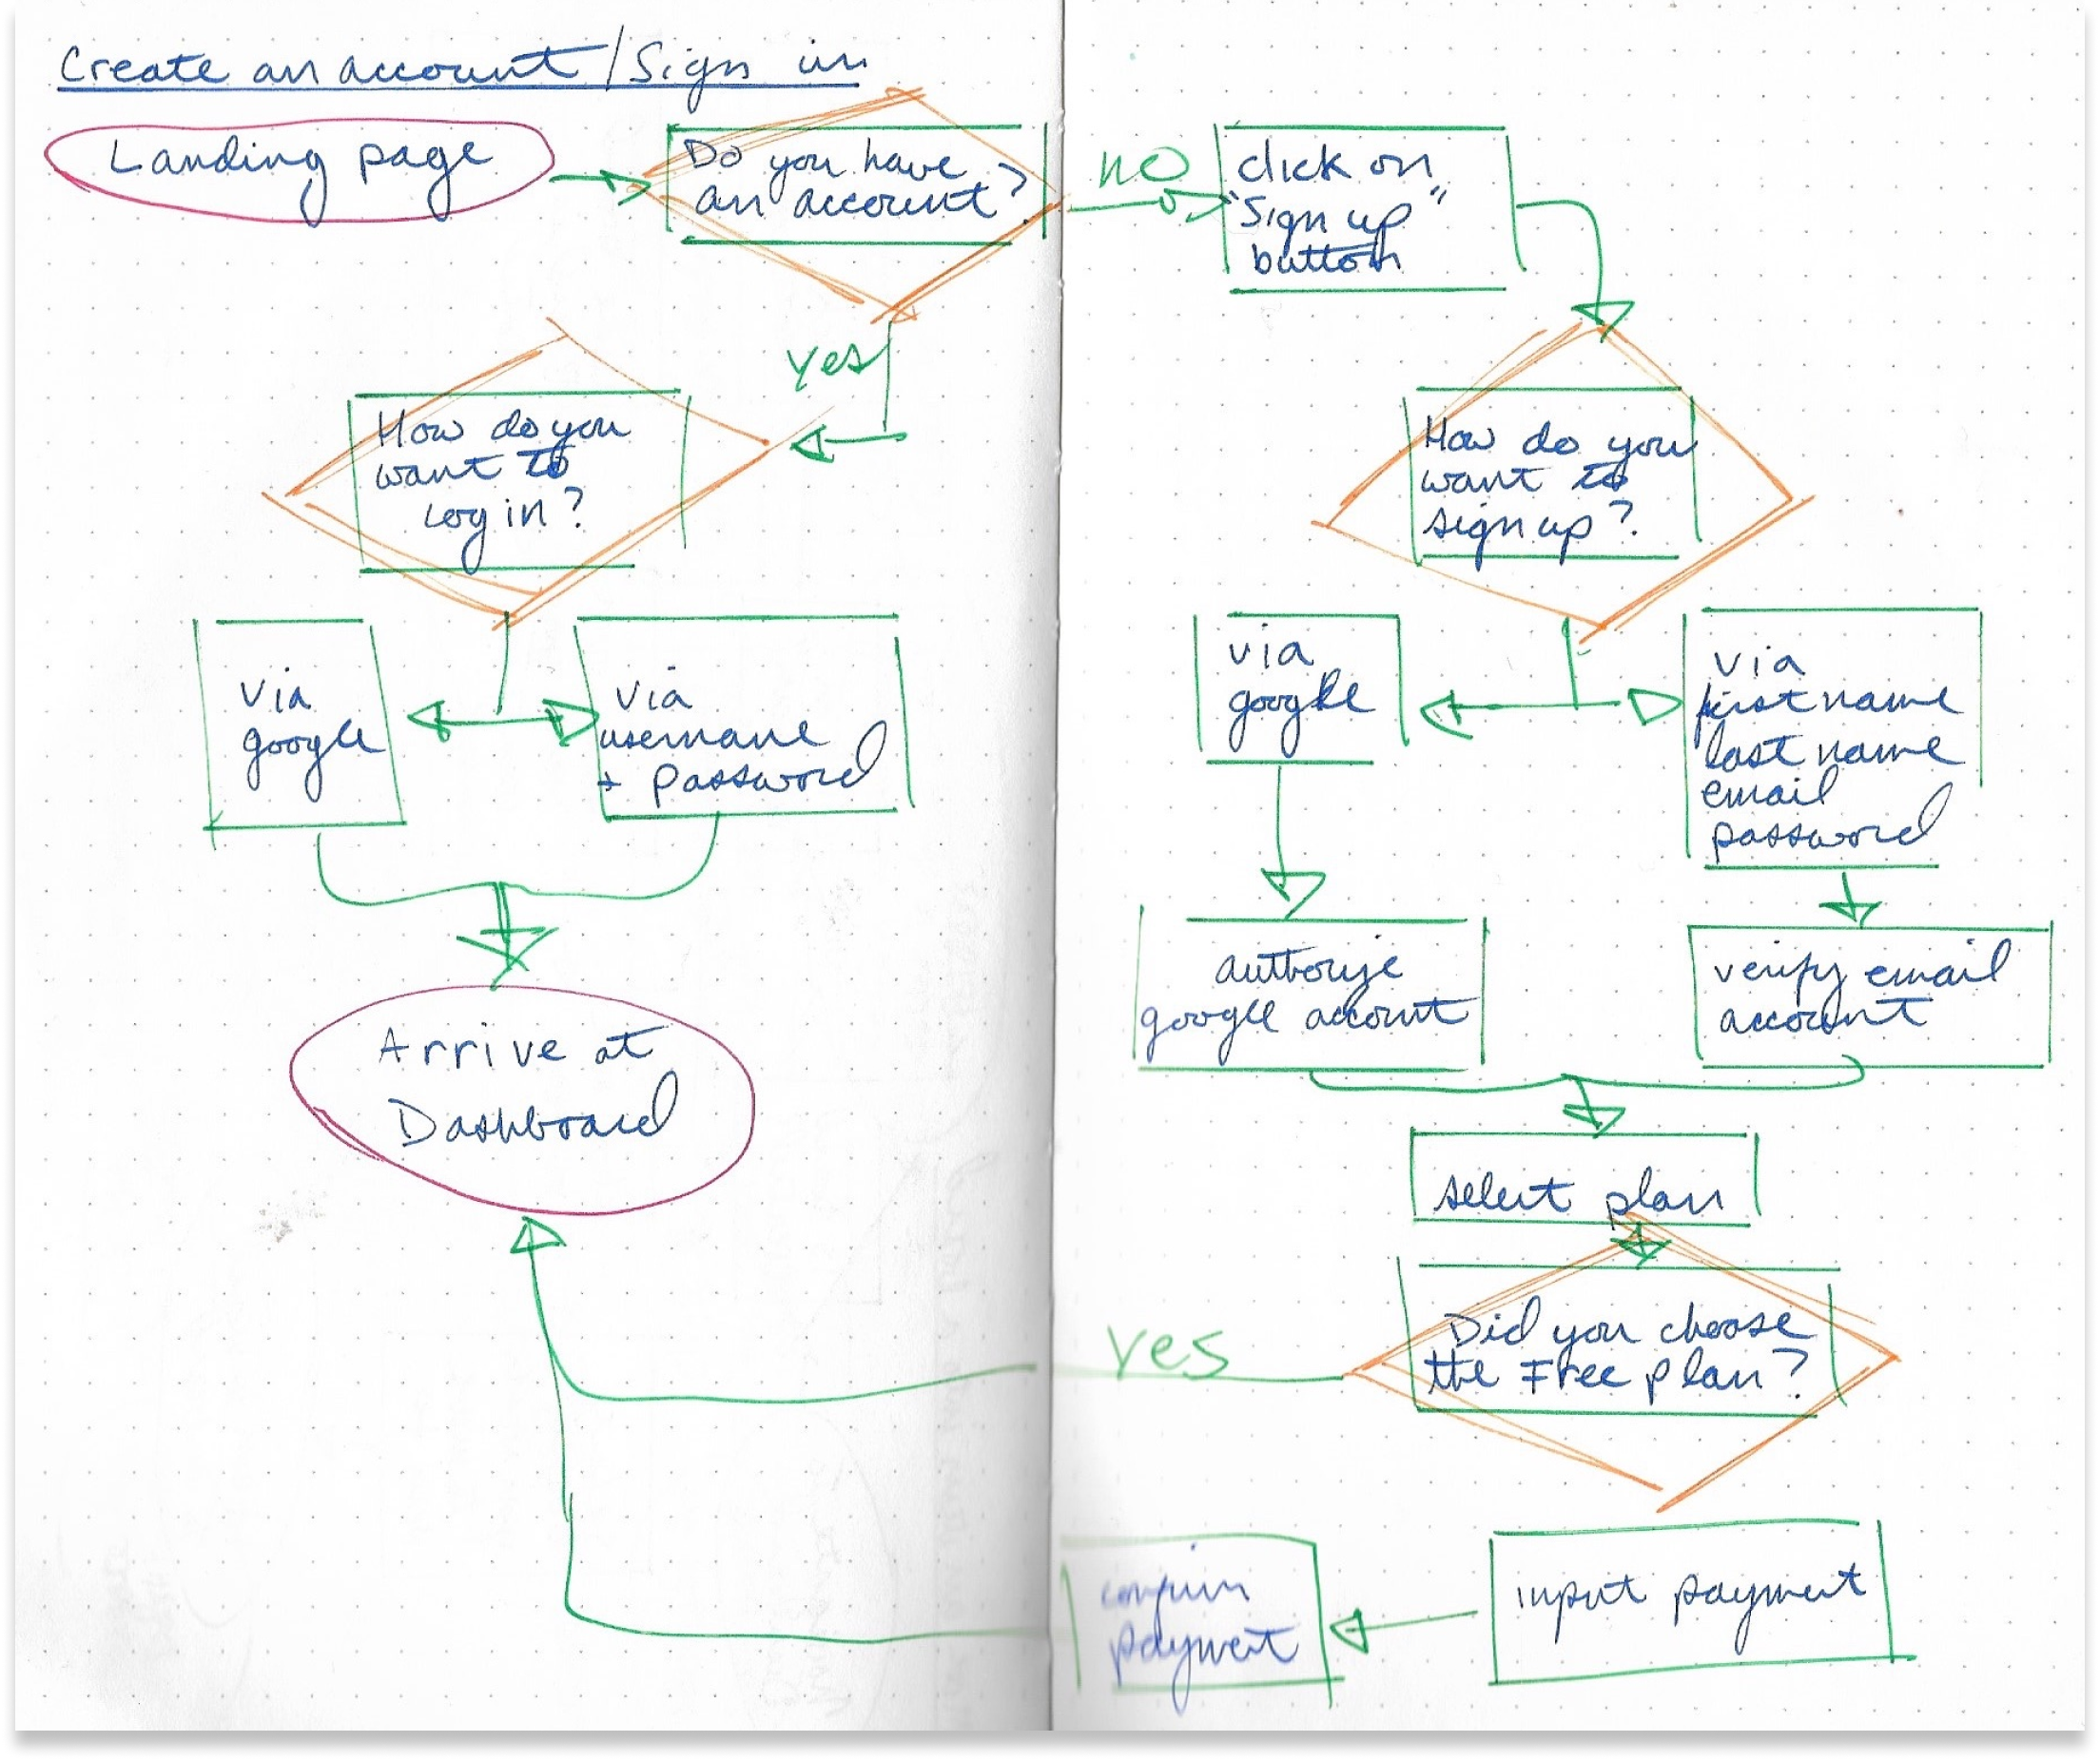 Create an account/Sign in
Landing page
Do you have
an account?
no
click on
"Sign up"
button
yes
How do you
want to
Log in?
How do you
want to
sign up?
via
google
via
username
+ password
via
google
via
first name
last name
email
password
Arrive at
Dashboard
authorize
google account
verify email
account
select plan
Did you choose
the Free plan?
yes
confirm
payment
input payment